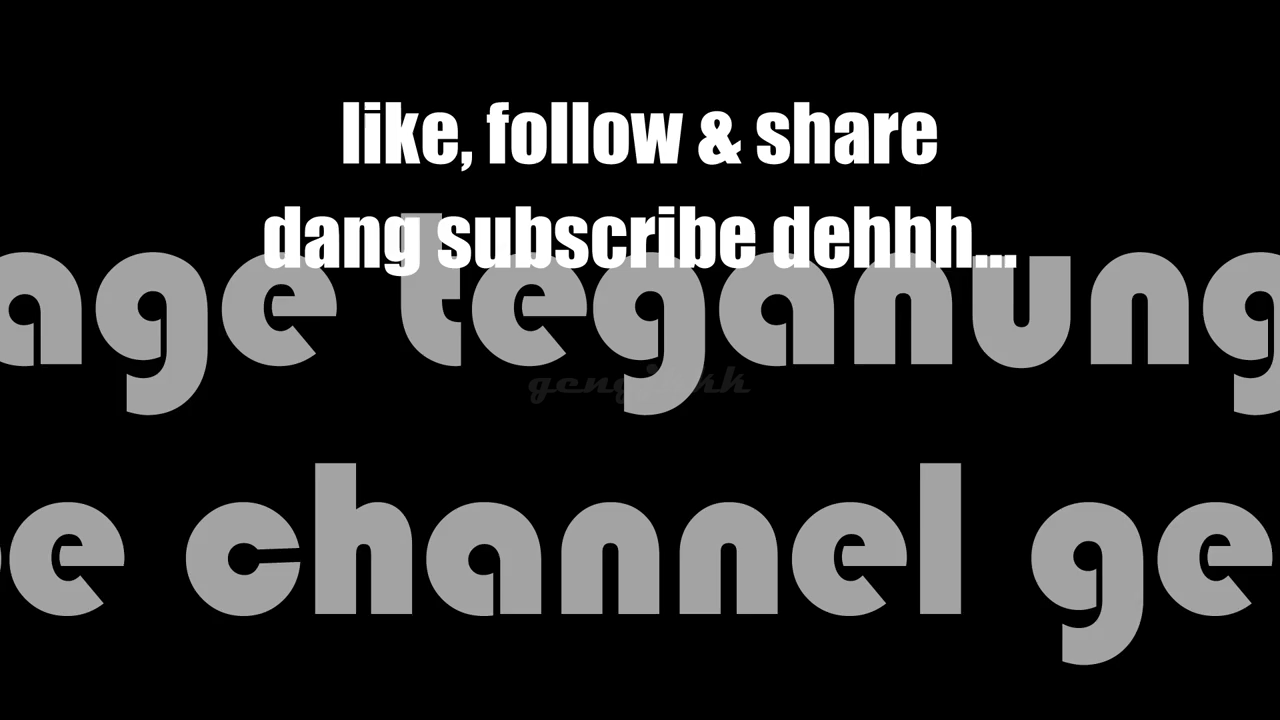 like, follow & share
dang subscribe dehhh...
age teganung
e channel ge